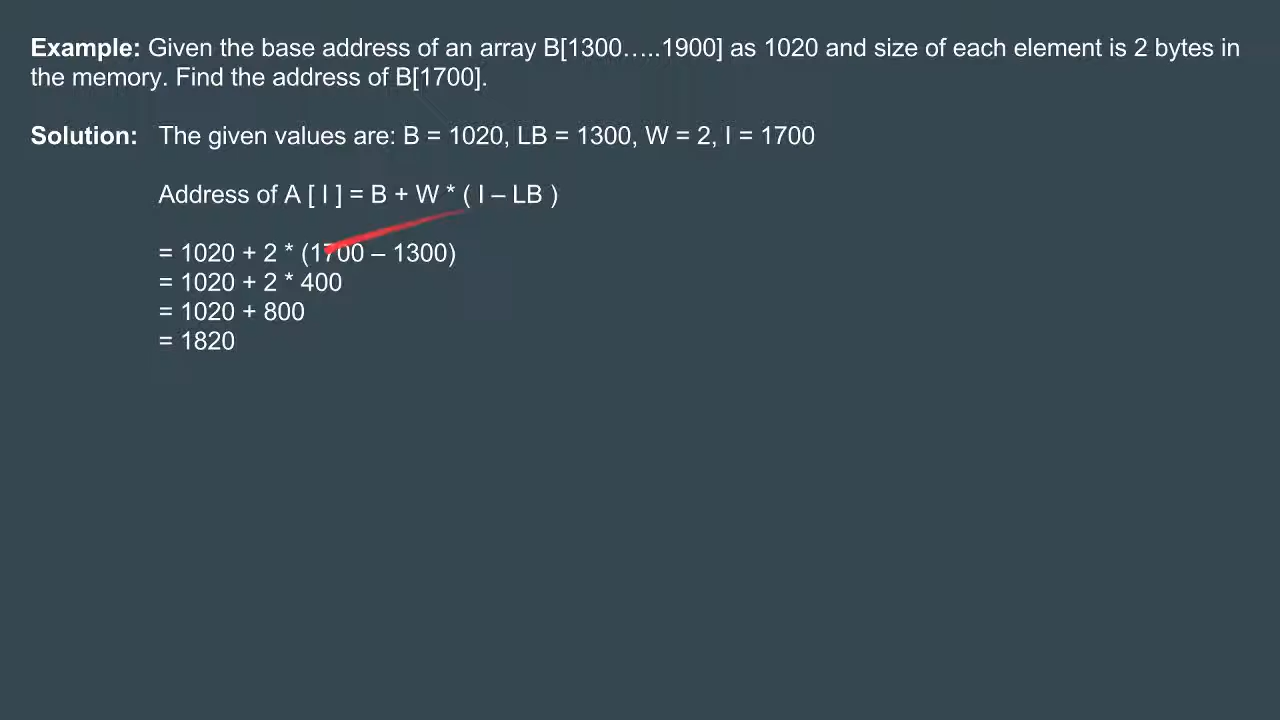 Example: Given the base address of an array B[1300…..1900] as 1020 and size of each element is 2 bytes in
the memory. Find the address of B[1700].
Solution: The given values are: B = 1020, LB = 1300, W = 2, I = 1700
Address of A [ I ] = B + W * ( I – LB )
= 1020 + 2 * (1700 – 1300)
= 1020 + 2 * 400
= 1020 + 800
= 1820